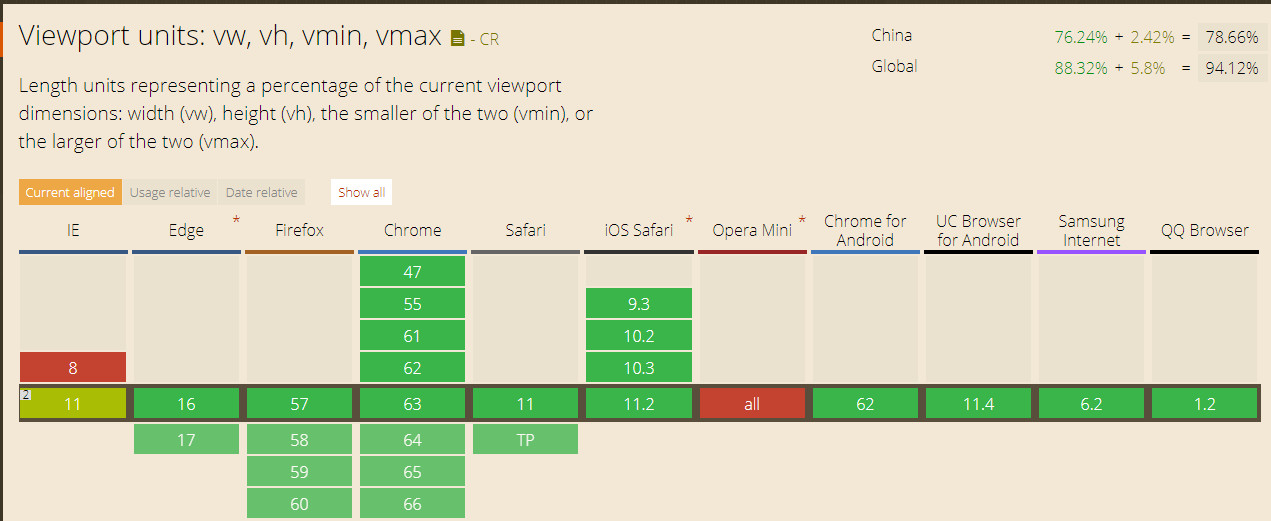 Viewport units: vw, vh, vmin, vmax - CR
China 76.24% + 2.42% = 78.66%
Global 88.32% + 5.8% = 94.12%
Length units representing a percentage of the current viewport
dimensions: width (vw), height (vh), the smaller of the two (vmin), or
the larger of the two (vmax).
Current aligned Usage relative Date relative Show all
IE Edge * Firefox Chrome Safari iOS Safari * Opera Mini * Chrome for Android UC Browser for Android Samsung Internet QQ Browser
47
55 9.3
61 10.2
8 62 10.3
2 11 16 57 63 11 11.2 all 62 11.4 6.2 1.2
17 58 64 TP
59 65
60 66